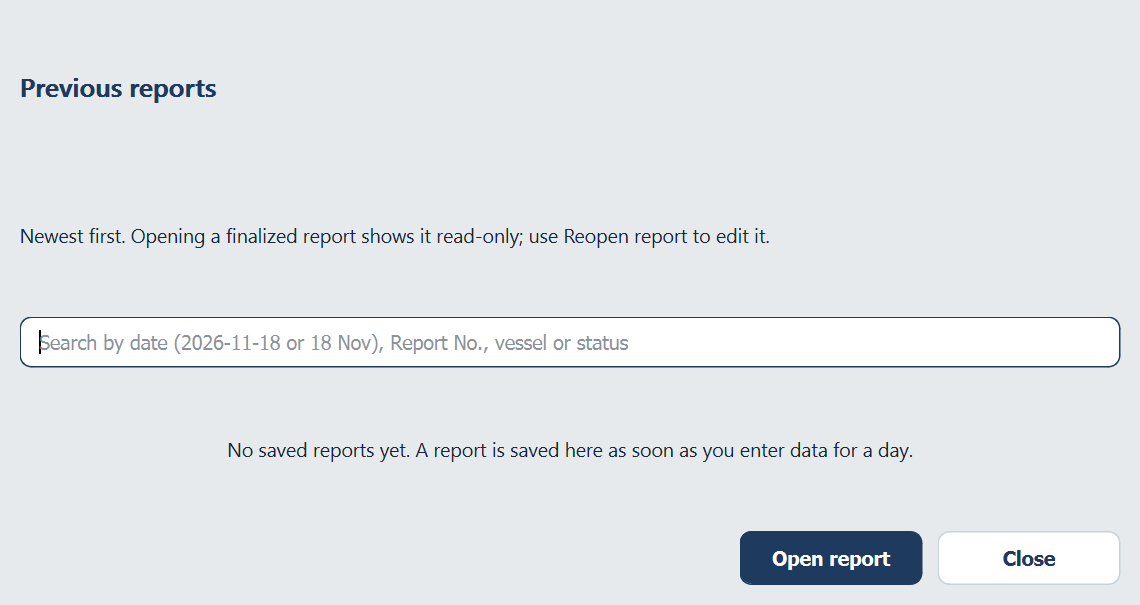 Previous reports
Newest first. Opening a finalized report shows it read-only; use Reopen report to edit it.
Search by date (2026-11-18 or 18 Nov), Report No., vessel or status
No saved reports yet. A report is saved here as soon as you enter data for a day.
Open report
Close